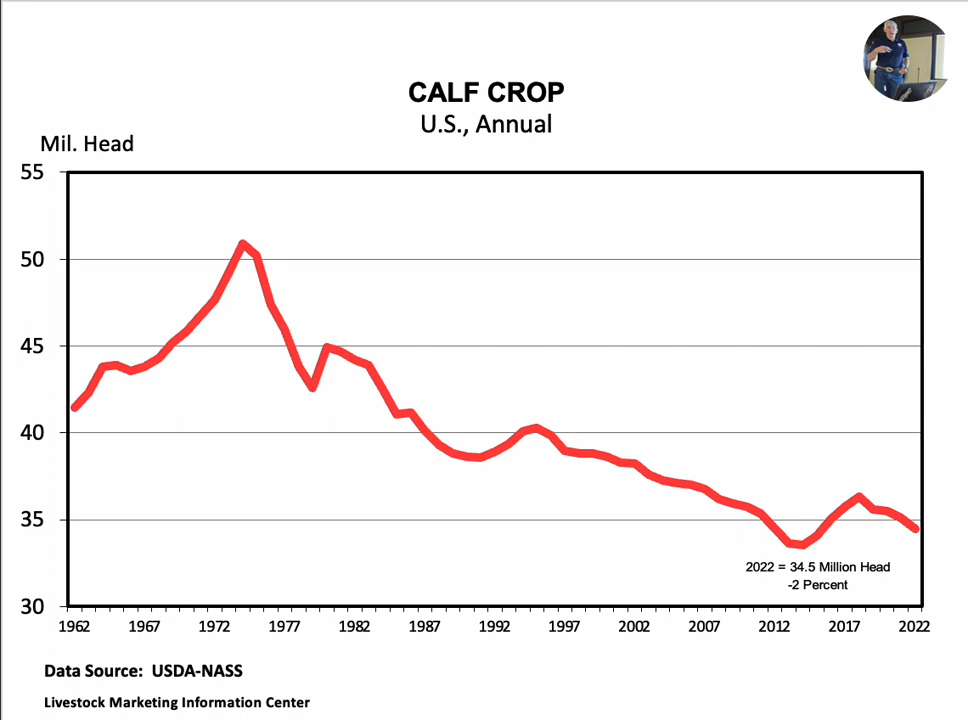 CALF CROP
U.S., Annual
Mil. Head
55
50
45
40
35
30
2022 = 34.5 Million Head
-2 Percent
1962 1967 1972 1977 1982 1987 1992 1997 2002 2007 2012 2017 2022
Data Source: USDA-NASS
Livestock Marketing Information Center